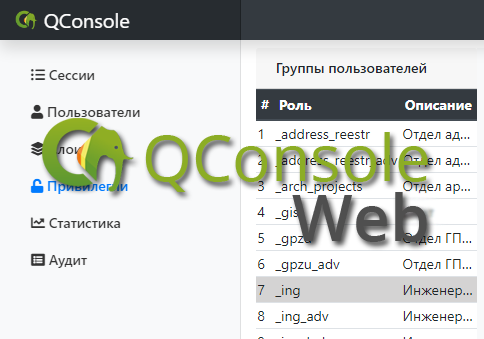 QConsole
Сессии
Пользователи
Слои
Привилегии
Статистика
Аудит
Группы пользователей
# Роль Описание
1 _address_reestr Отдел ад...
2 _address_reestr_adv Отдел ад...
3 _arch_projects Отдел ар...
4 _gis
5 _gpzu Отдел ГП...
6 _gpzu_adv Отдел ГП...
7 _ing Инженер...
8 _ing_adv Инженер...
QConsole
Web